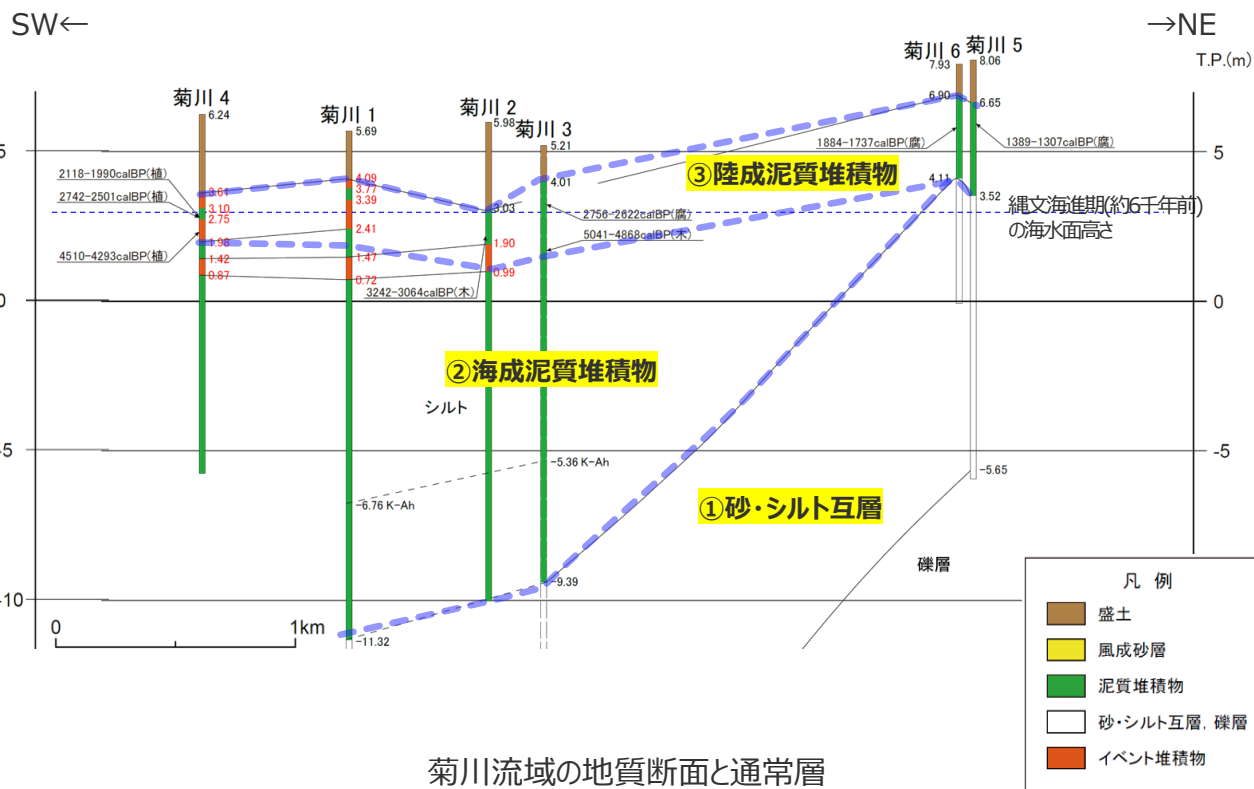 SW←
→NE
T.P.(m)
菊川 6
菊川 5
7.93
8.06
菊川 4
6.24
菊川 1
5.69
菊川 2
5.98
菊川 3
5.21
6.90
6.65
5
5
1884-1737calBP(腐)
1389-1307calBP(腐)
③陸成泥質堆積物
2118-1990calBP(植)
2742-2501calBP(植)
4510-4293calBP(植)
3.61
3.10
2.75
1.98
1.42
0.87
4.09
3.77
3.39
2.41
1.47
0.72
3.03
1.90
0.99
4.01
2756-2622calBP(腐)
5041-4868calBP(木)
3242-3064calBP(木)
4.11
3.52
縄文海進期(約6千年前)
の海水面高さ
0
0
②海成泥質堆積物
シルト
-5
-5
-5.36 K-Ah
-6.76 K-Ah
-5.65
①砂・シルト互層
礫層
-9.39
-10
-11.32
0
1km
凡 例
盛土
風成砂層
泥質堆積物
砂・シルト互層, 礫層
イベント堆積物
菊川流域の地質断面と通常層